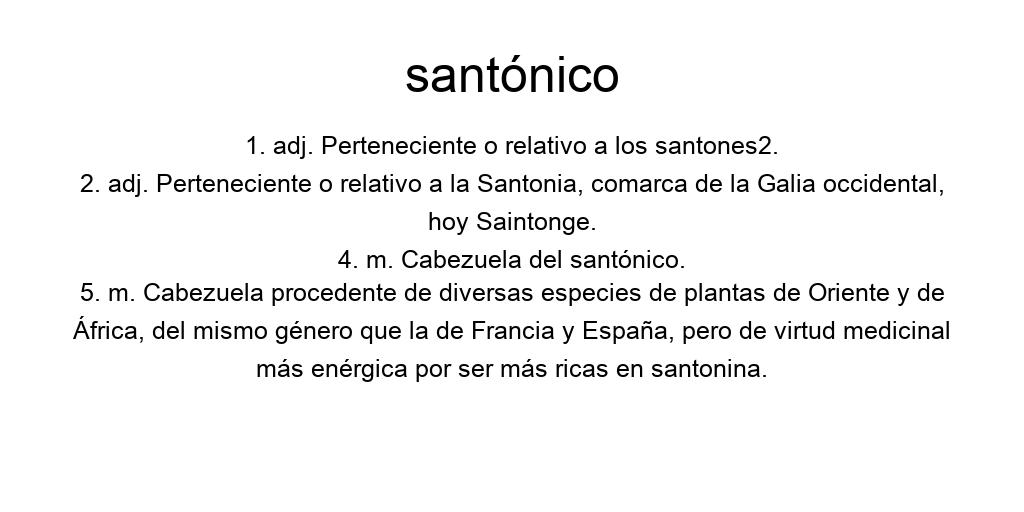 santónico
1. adj. Perteneciente o relativo a los santones2.
2. adj. Perteneciente o relativo a la Santonia, comarca de la Galia occidental,
hoy Saintonge.
4. m. Cabezuela del santónico.
5. m. Cabezuela procedente de diversas especies de plantas de Oriente y de
África, del mismo género que la de Francia y España, pero de virtud medicinal
más enérgica por ser más ricas en santonina.